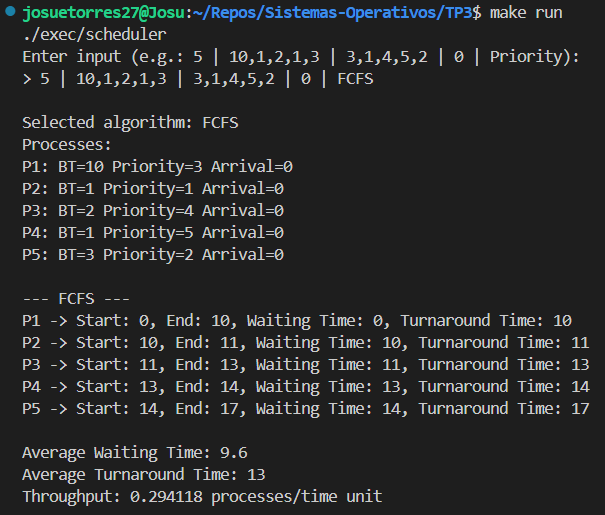 josuetorres27@Josu:~/Repos/Sistemas-Operativos/TP3$ make run
./exec/scheduler
Enter input (e.g.: 5 | 10,1,2,1,3 | 3,1,4,5,2 | 0 | Priority):
> 5 | 10,1,2,1,3 | 3,1,4,5,2 | 0 | FCFS
Selected algorithm: FCFS
Processes:
P1: BT=10 Priority=3 Arrival=0
P2: BT=1 Priority=1 Arrival=0
P3: BT=2 Priority=4 Arrival=0
P4: BT=1 Priority=5 Arrival=0
P5: BT=3 Priority=2 Arrival=0
--- FCFS ---
P1 -> Start: 0, End: 10, Waiting Time: 0, Turnaround Time: 10
P2 -> Start: 10, End: 11, Waiting Time: 10, Turnaround Time: 11
P3 -> Start: 11, End: 13, Waiting Time: 11, Turnaround Time: 13
P4 -> Start: 13, End: 14, Waiting Time: 13, Turnaround Time: 14
P5 -> Start: 14, End: 17, Waiting Time: 14, Turnaround Time: 17
Average Waiting Time: 9.6
Average Turnaround Time: 13
Throughput: 0.294118 processes/time unit